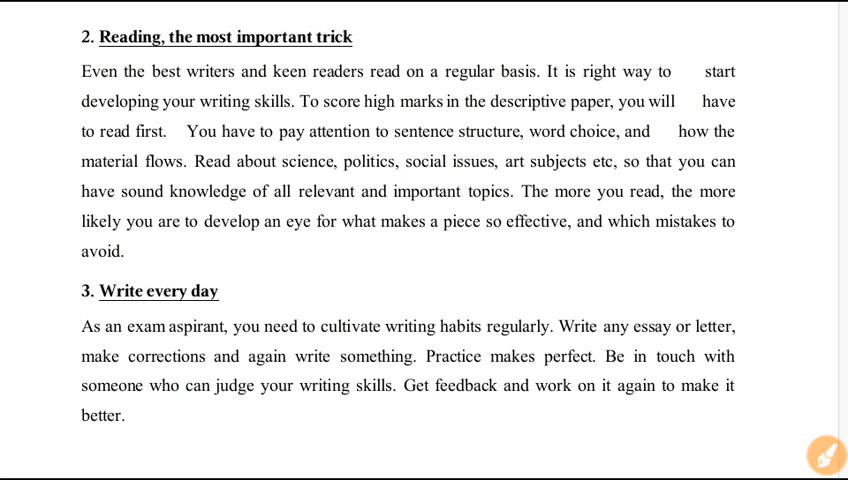 2. Reading, the most important trick
Even the best writers and keen readers read on a regular basis. It is right way to start
developing your writing skills. To score high marks in the descriptive paper, you will have
to read first. You have to pay attention to sentence structure, word choice, and how the
material flows. Read about science, politics, social issues, art subjects etc, so that you can
have sound knowledge of all relevant and important topics. The more you read, the more
likely you are to develop an eye for what makes a piece so effective, and which mistakes to
avoid.
3. Write every day
As an exam aspirant, you need to cultivate writing habits regularly. Write any essay or letter,
make corrections and again write something. Practice makes perfect. Be in touch with
someone who can judge your writing skills. Get feedback and work on it again to make it
better.